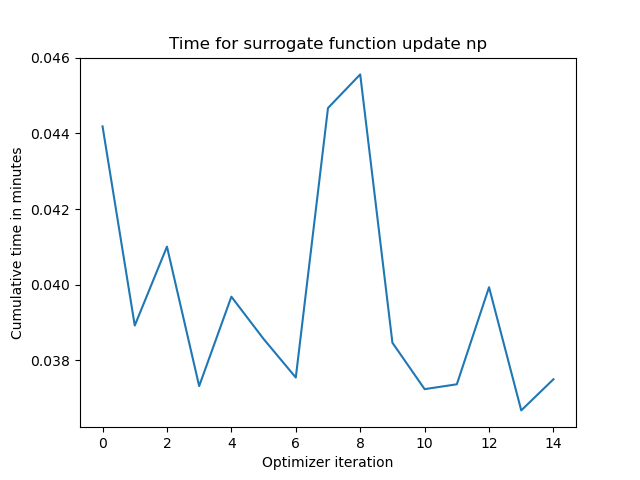 Time for surrogate function update np
0.046
0.044
0.042
0.040
0.038
Cumulative time in minutes
0 2 4 6 8 10 12 14
Optimizer iteration